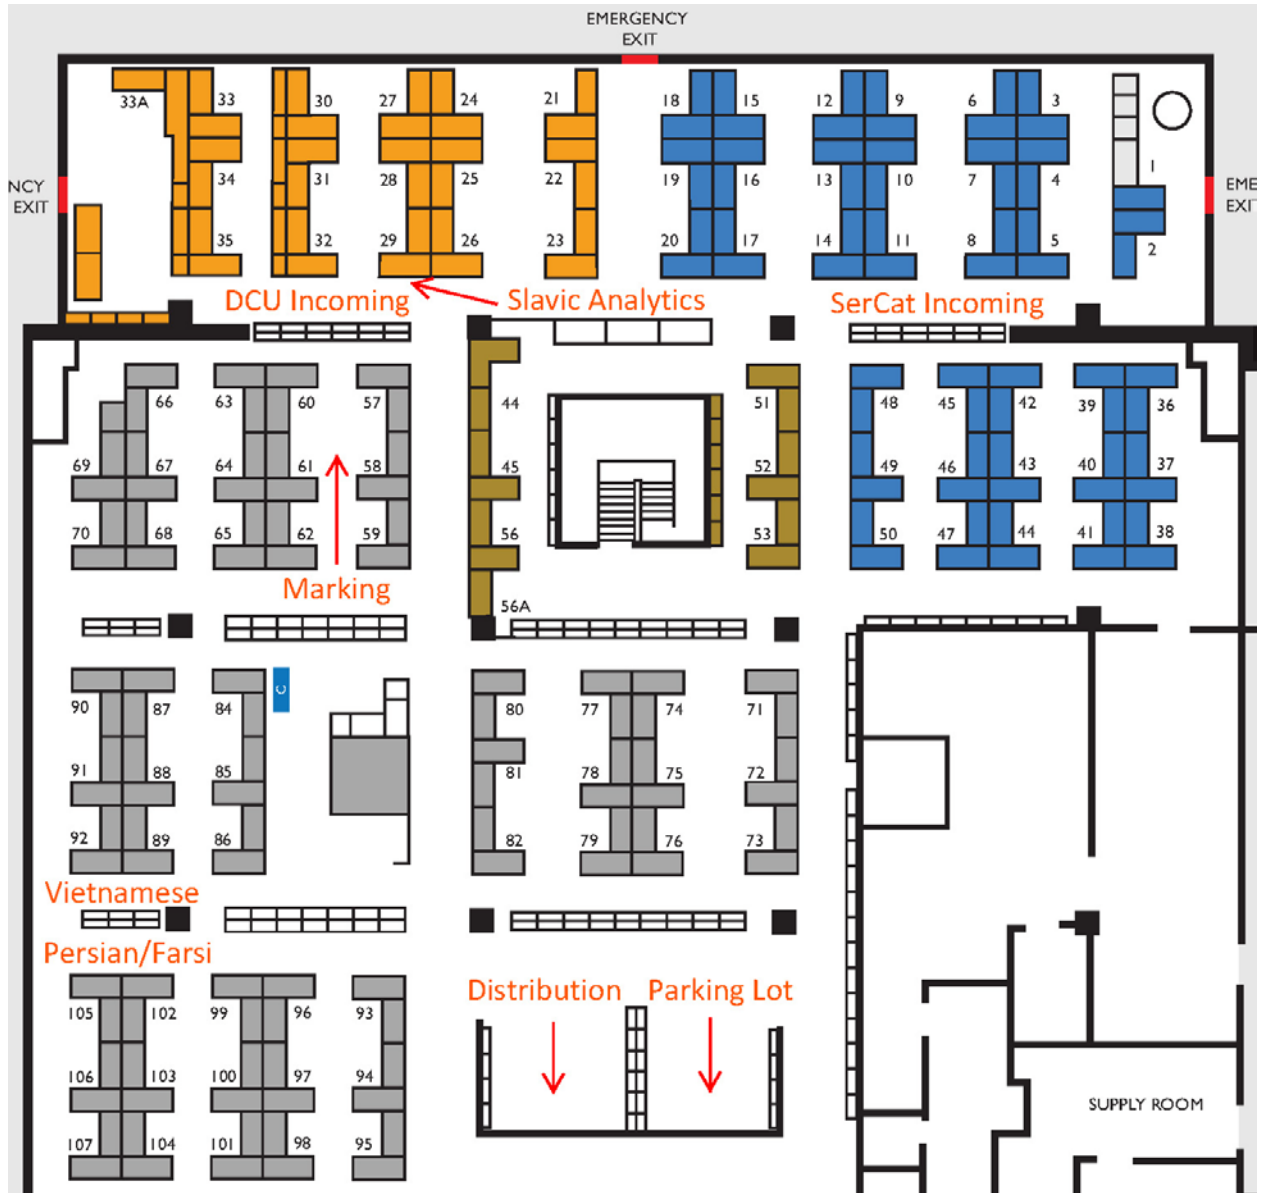 EMERGENCY
EXIT
33A 33 30 27 24 21 18 15 12 9 6 3
34 31 28 25 22 19 16 13 10 7 4 1
NCY
EXIT
EME
EXIT
35 32 29 26 23 20 17 14 11 8 5 2
DCU Incoming Slavic Analytics SerCat Incoming
66 63 60 57 44 51 48 45 42 39 36
69 67 64 61 58 45 52 49 46 43 40 37
70 68 65 62 59 56 53 50 47 44 41 38
Marking
56A
C
90 87 84 80 77 74 71
91 88 85 81 78 75 72
92 89 86 82 79 76 73
Vietnamese
Persian/Farsi
Distribution Parking Lot
105 102 99 96 93
106 103 100 97 94
SUPPLY ROOM
107 104 101 98 95